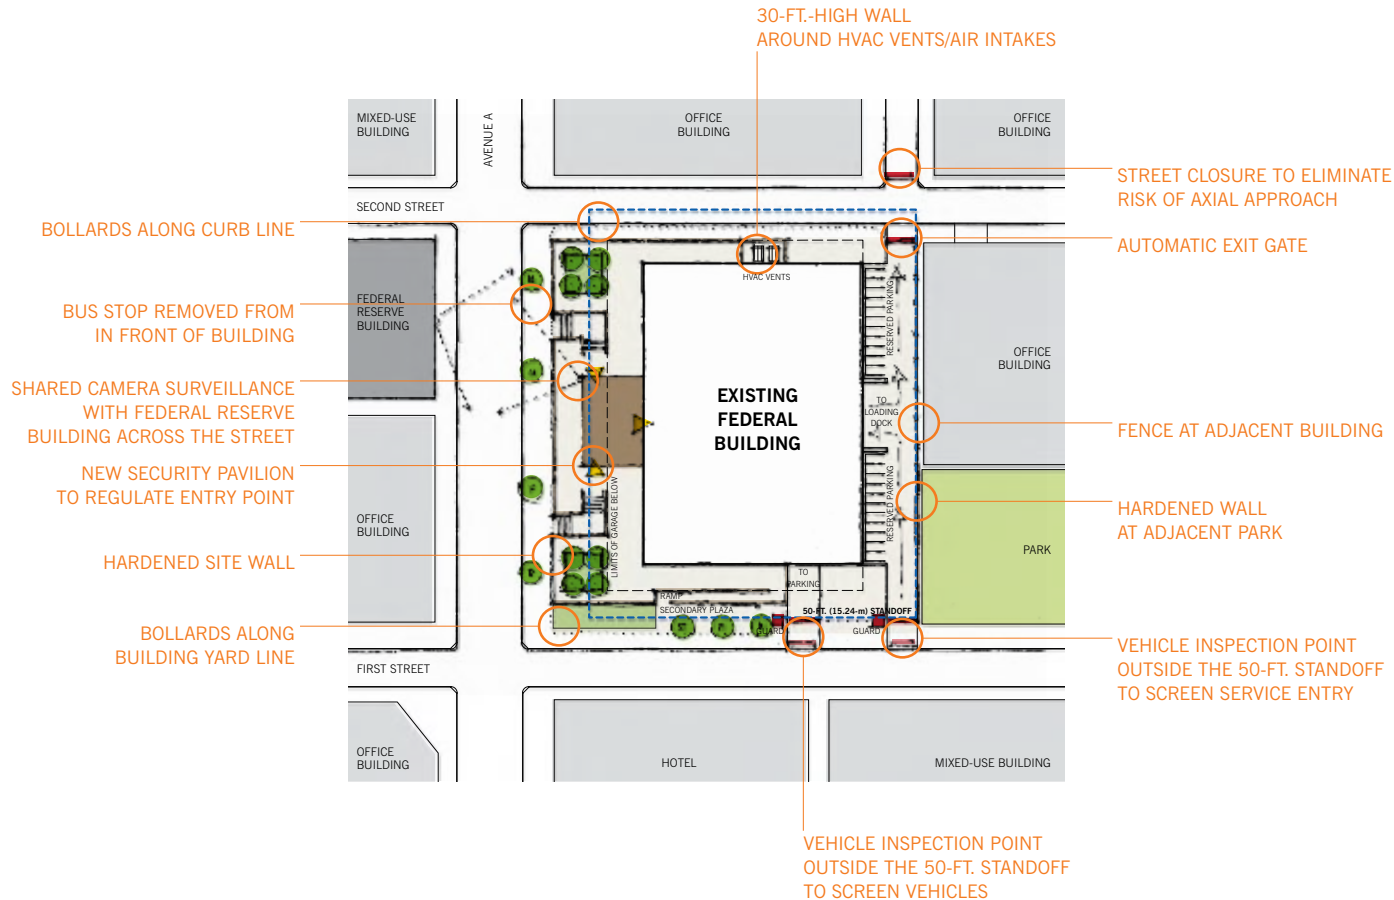 30-FT.-HIGH WALL
AROUND HVAC VENTS/AIR INTAKES
MIXED-USE
BUILDING
AVENUE A
OFFICE
BUILDING
OFFICE
BUILDING
STREET CLOSURE TO ELIMINATE
RISK OF AXIAL APPROACH
SECOND STREET
BOLLARDS ALONG CURB LINE
AUTOMATIC EXIT GATE
HVAC VENTS
BUS STOP REMOVED FROM
IN FRONT OF BUILDING
FEDERAL
RESERVE
BUILDING
RESERVED PARKING
OFFICE
BUILDING
SHARED CAMERA SURVEILLANCE
WITH FEDERAL RESERVE
BUILDING ACROSS THE STREET
EXISTING
FEDERAL
BUILDING
TO
LOADING
DOCK
FENCE AT ADJACENT BUILDING
NEW SECURITY PAVILION
TO REGULATE ENTRY POINT
LIMITS OF GARAGE BELOW
RESERVED PARKING
HARDENED WALL
AT ADJACENT PARK
OFFICE
BUILDING
HARDENED SITE WALL
PARK
TO
PARKING
RAMP
SECONDARY PLAZA
50-FT. (15.24-m) STANDOFF
GUARD
GUARD
BOLLARDS ALONG
BUILDING YARD LINE
VEHICLE INSPECTION POINT
OUTSIDE THE 50-FT. STANDOFF
TO SCREEN SERVICE ENTRY
FIRST STREET
OFFICE
BUILDING
HOTEL
MIXED-USE BUILDING
VEHICLE INSPECTION POINT
OUTSIDE THE 50-FT. STANDOFF
TO SCREEN VEHICLES